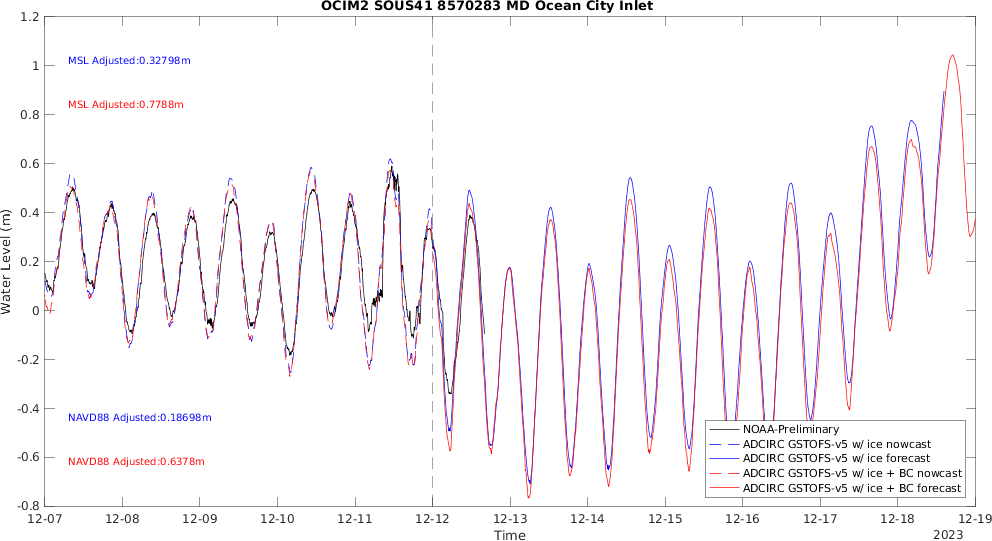 OCIM2 SOUS41 8570283 MD Ocean City Inlet
1.2
1
0.8
0.6
0.4
0.2
0
-0.2
-0.4
-0.6
-0.8
Water Level (m)
MSL Adjusted:0.32798m
MSL Adjusted:0.7788m
NAVD88 Adjusted:0.18698m
NAVD88 Adjusted:0.6378m
NOAA-Preliminary
ADCIRC GSTOFS-v5 w/ ice nowcast
ADCIRC GSTOFS-v5 w/ ice forecast
ADCIRC GSTOFS-v5 w/ ice + BC nowcast
ADCIRC GSTOFS-v5 w/ ice + BC forecast
12-07 12-08 12-09 12-10 12-11 12-12 12-13 12-14 12-15 12-16 12-17 12-18 12-19
Time
2023